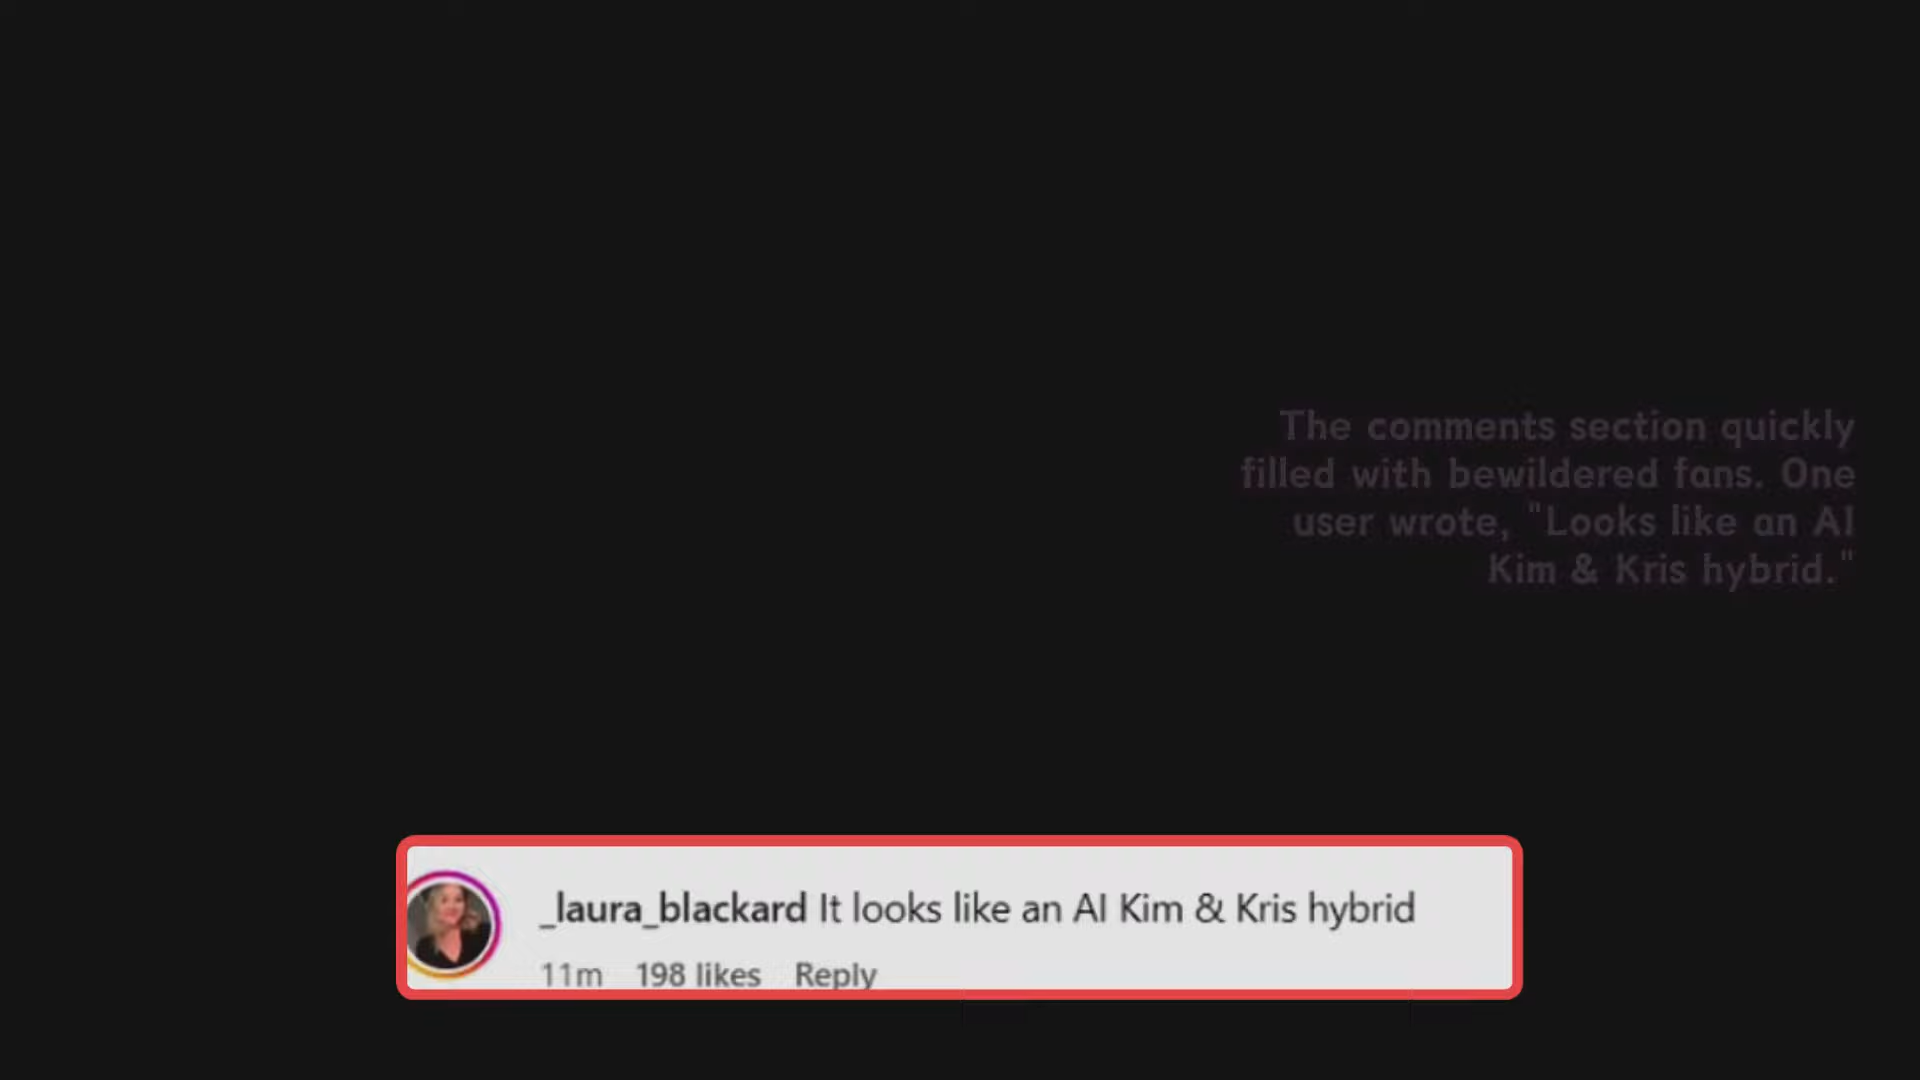 The comments section quickly
filled with bewildered fans. One
user wrote, "Looks like an AI
Kim & Kris hybrid."
_laura_blackard It looks like an AI Kim & Kris hybrid
11m 198 likes Reply